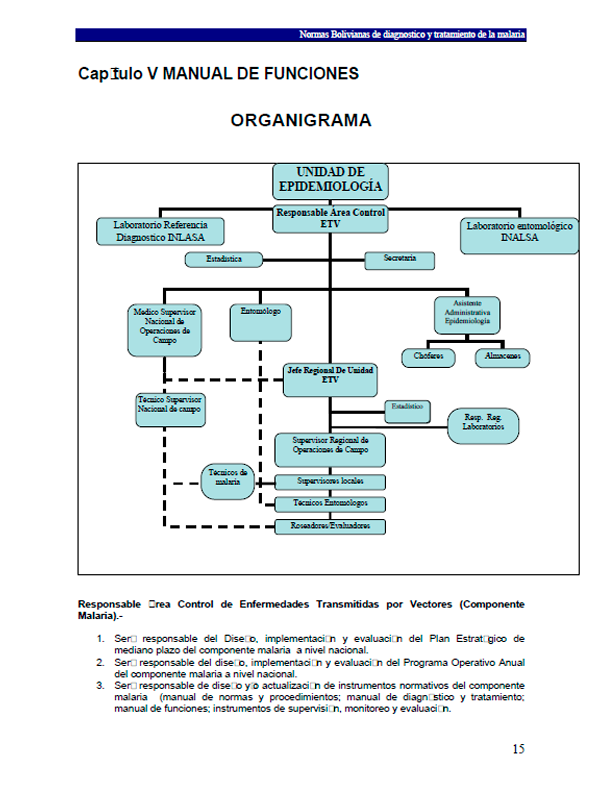 Normas Bolivianas de diagnostico y tratamiento de la malaria
Capítulo V MANUAL DE FUNCIONES
ORGANIGRAMA
UNIDAD DE
EPIDEMIOLOGÍA
Responsable Área Control
ETV
Laboratorio Referencia
Diagnostico INLASA
Laboratorio entomológico
INALSA
Estadística
Secretaria
Medico Supervisor
Nacional de
Operaciones de
Campo
Entomólogo
Asistente
Administrativa
Epidemiología
Chóferes
Almacenes
Jefe Regional De Unidad
ETV
Técnico Supervisor
Nacional de campo
Estadístico
Resp. Reg.
Laboratorios
Supervisor Regional de
Operaciones de Campo
Técnicos de
malaria
Supervisores locales
Técnicos Entomólogos
Roseadores/Evaluadores
Responsable □rea Control de Enfermedades Transmitidas por Vectores (Componente
Malaria).-
1. Ser□ responsable del Dise□o, implementaci□n y evaluaci□n del Plan Estrat□gico de
mediano plazo del componente malaria a nivel nacional.
2. Ser□ responsable del dise□o, implementaci□n y evaluaci□n del Programa Operativo Anual
del componente malaria a nivel nacional.
3. Ser□ responsable de dise□o y/o actualizaci□n de instrumentos normativos del componente
malaria (manual de normas y procedimientos; manual de diagn□stico y tratamiento;
manual de funciones; instrumentos de supervisi□n, monitoreo y evaluaci□n.
15